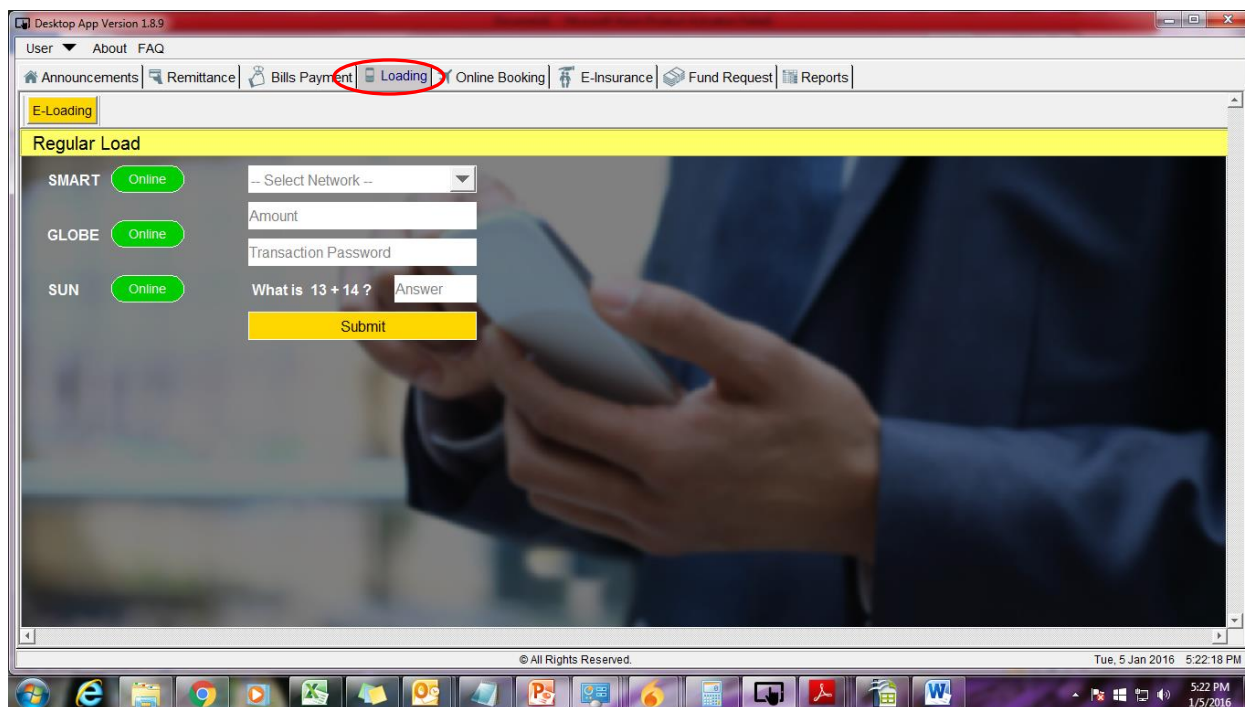 Desktop App Version 1.8.9
User About FAQ
Announcements Remittance Bills Payment Loading Online Booking E-Insurance Fund Request Reports
E-Loading
Regular Load
SMART Online
-- Select Network --
Amount
GLOBE Online
Transaction Password
SUN Online
What is 13 + 14 ? Answer
Submit
© All Rights Reserved. Tue, 5 Jan 2016 5:22:18 PM
5:22 PM
1/5/2016